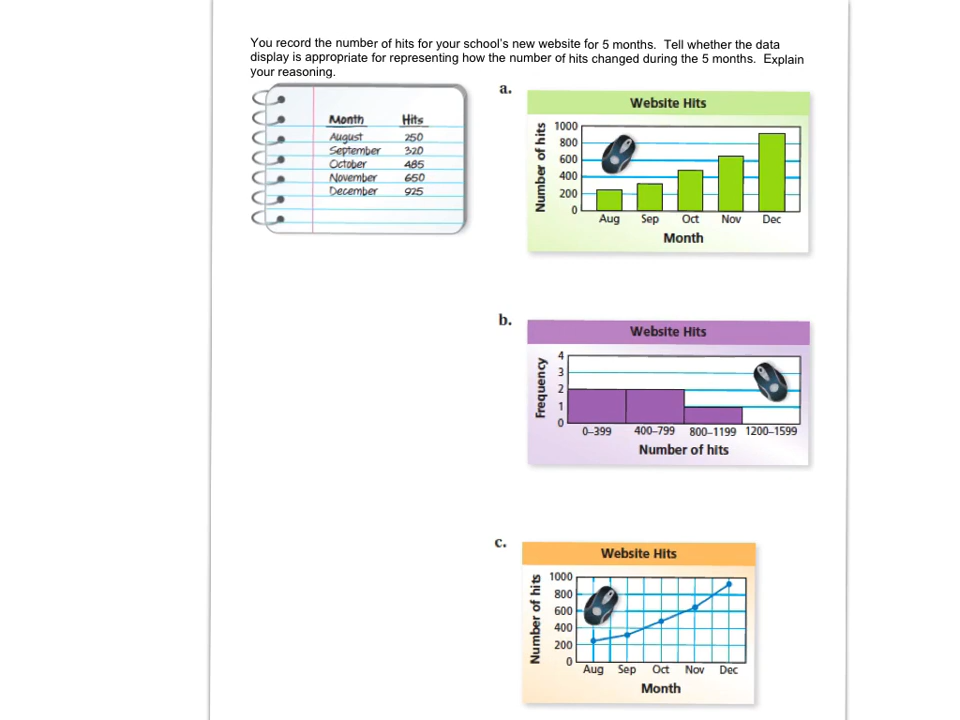 You record the number of hits for your school's new website for 5 months.  Tell whether the data
display is appropriate for representing how the number of hits changed during the 5 months.  Explain
your reasoning.
Month Hits
August 250
September 320
October 485
November 650
December 925
a.
Website Hits
Number of hits
1000
800
600
400
200
0
Aug Sep Oct Nov Dec
Month
b.
Website Hits
Frequency
4
3
2
1
0
0–399 400–799 800–1199 1200–1599
Number of hits
c.
Website Hits
Number of hits
1000
800
600
400
200
0
Aug Sep Oct Nov Dec
Month